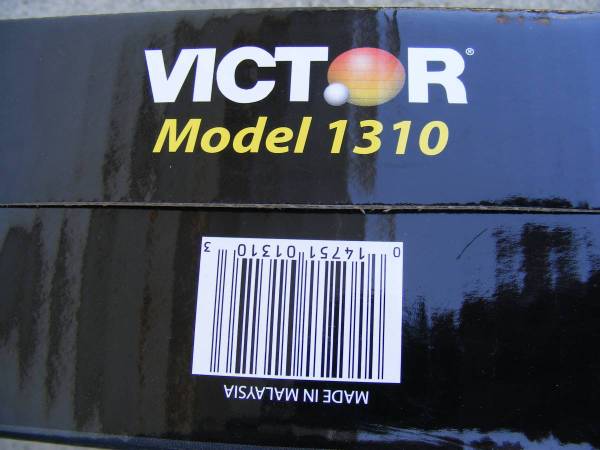 VICTOR®
Model 1310
0 14751 01310 3
MADE IN MALAYSIA